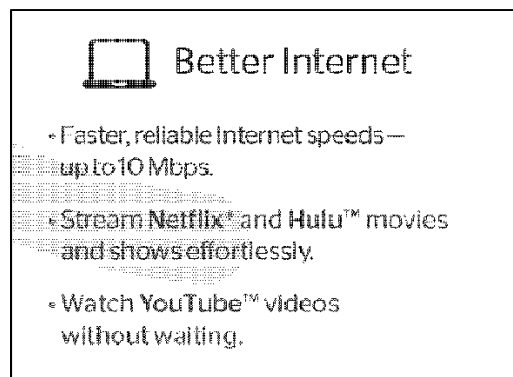 Better Internet
• Faster, reliable Internet speeds—
up to 10 Mbps.
• Stream Netflix® and Hulu™ movies
and shows effortlessly.
• Watch YouTube™ videos
without waiting.